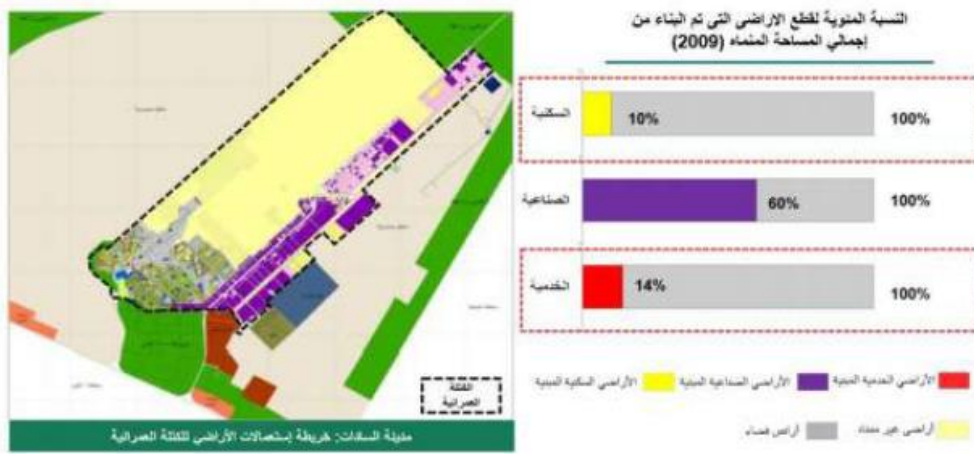 النسبة المئوية لقطع الاراضى التى تم البناء من
إجمالي المساحة المنماه (2009)
السكنية
10%
100%
الصناعية
60%
100%
الخدمية
14%
100%
الأراضي الخدمية المبنية
الأراضي الصناعية المبنية
الأراضي السكنية المبنية
أراضي غير منماه
أراضي فضاء
الكتلة
العمرانية
مدينة السادات: خريطة إستعمالات الأراضي للكتلة العمرانية